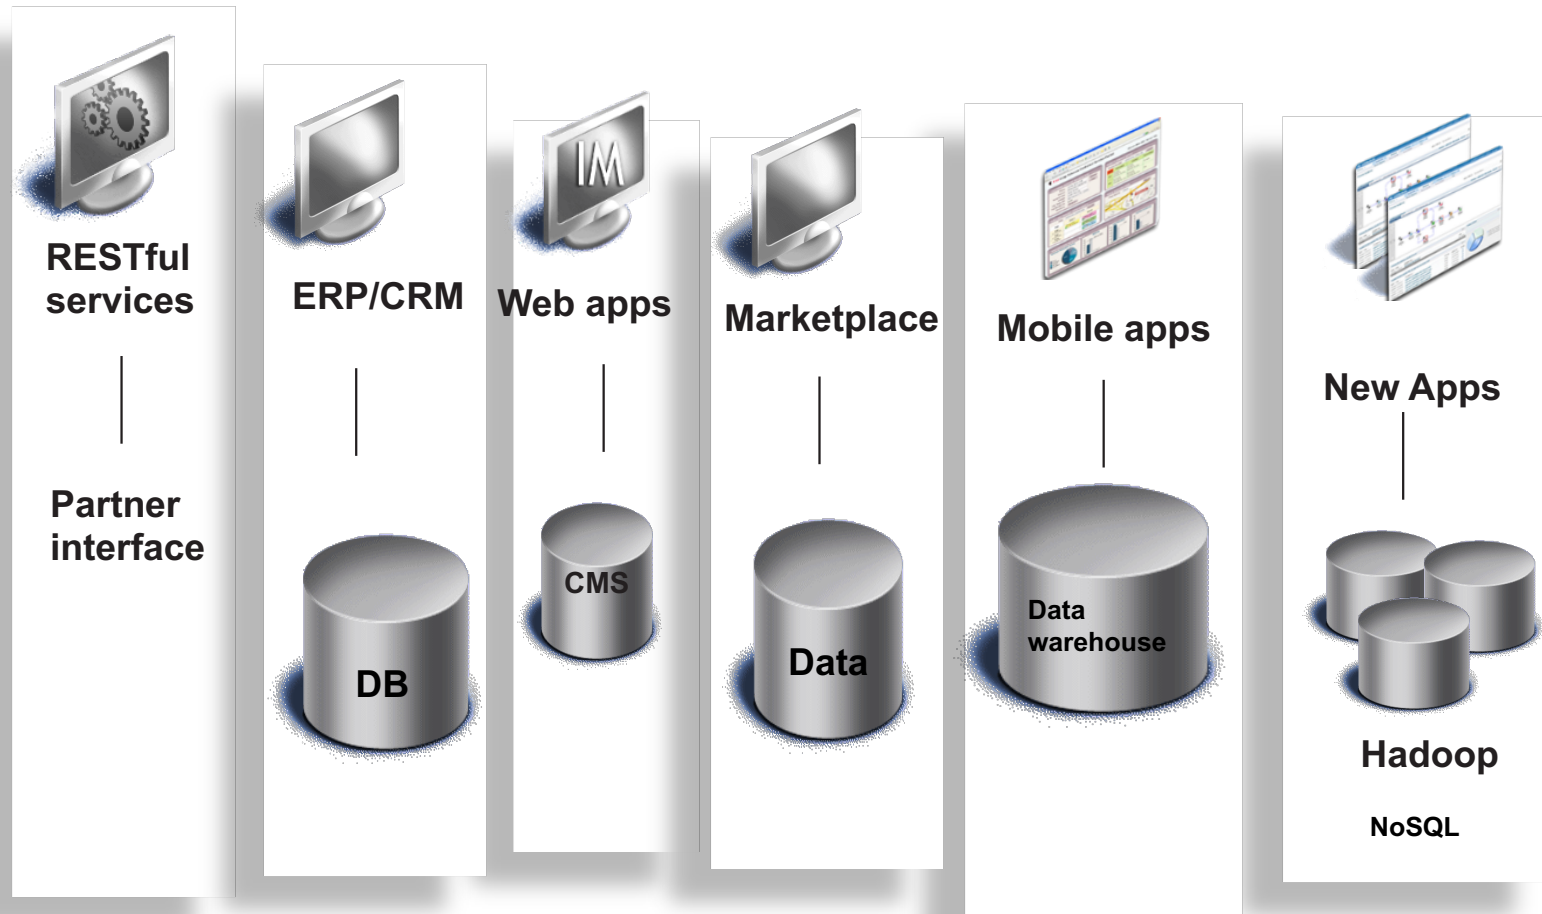 RESTful
services
Partner
interface
ERP/CRM
DB
IM
Web apps
CMS
Marketplace
Data
Mobile apps
Data
warehouse
New Apps
Hadoop
NoSQL